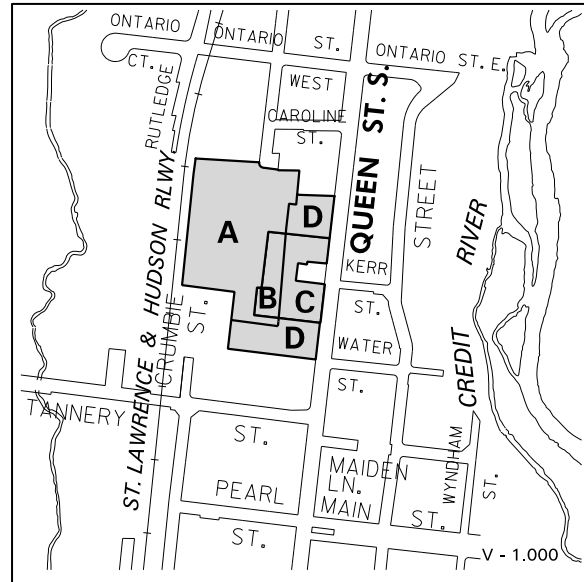 ONTARIO
ONTARIO
ST.
ONTARIO ST. E.
CT.
RUTLEDGE
WEST
CAROLINE
ST.
QUEEN ST. S.
STREET
RIVER
CREDIT
A
D
B
C
D
KERR
ST.
WATER
ST.
ST. LAWRENCE & HUDSON RLWY
CRUMBIE
ST.
TANNERY
ST.
MAIDEN
LN.
MAIN
WYNDHAM
ST.
PEARL
ST.
ST.
V - 1.000